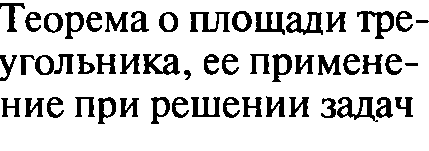 Теорема о площади тре-
угольника, ее примене-
ние при решении задач